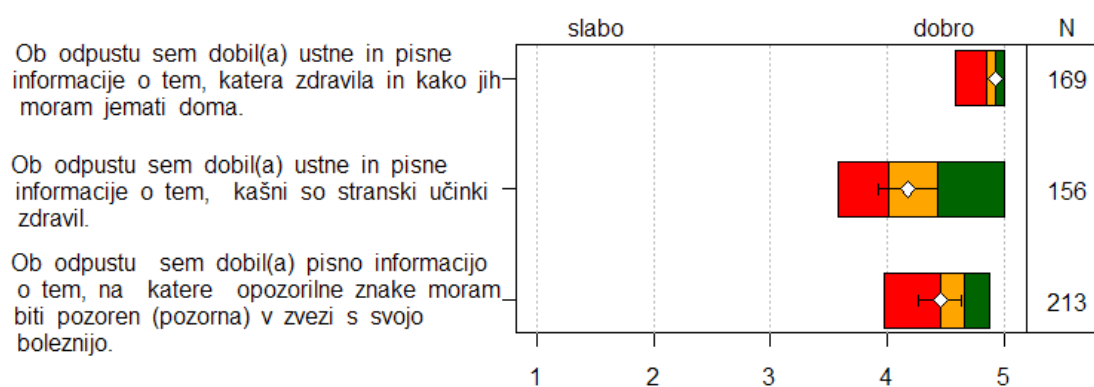 slabo dobro N
Ob odpustu sem dobil(a) ustne in pisne
informacije o tem, katera zdravila in kako jih
moram jemati doma.
169
Ob odpustu sem dobil(a) ustne in pisne
informacije o tem, kašni so stranski učinki
zdravil.
156
Ob odpustu sem dobil(a) pisno informacijo
o tem, na katere opozorilne znake moram
biti pozoren (pozorna) v zvezi s svojo
boleznijo.
213
1 2 3 4 5